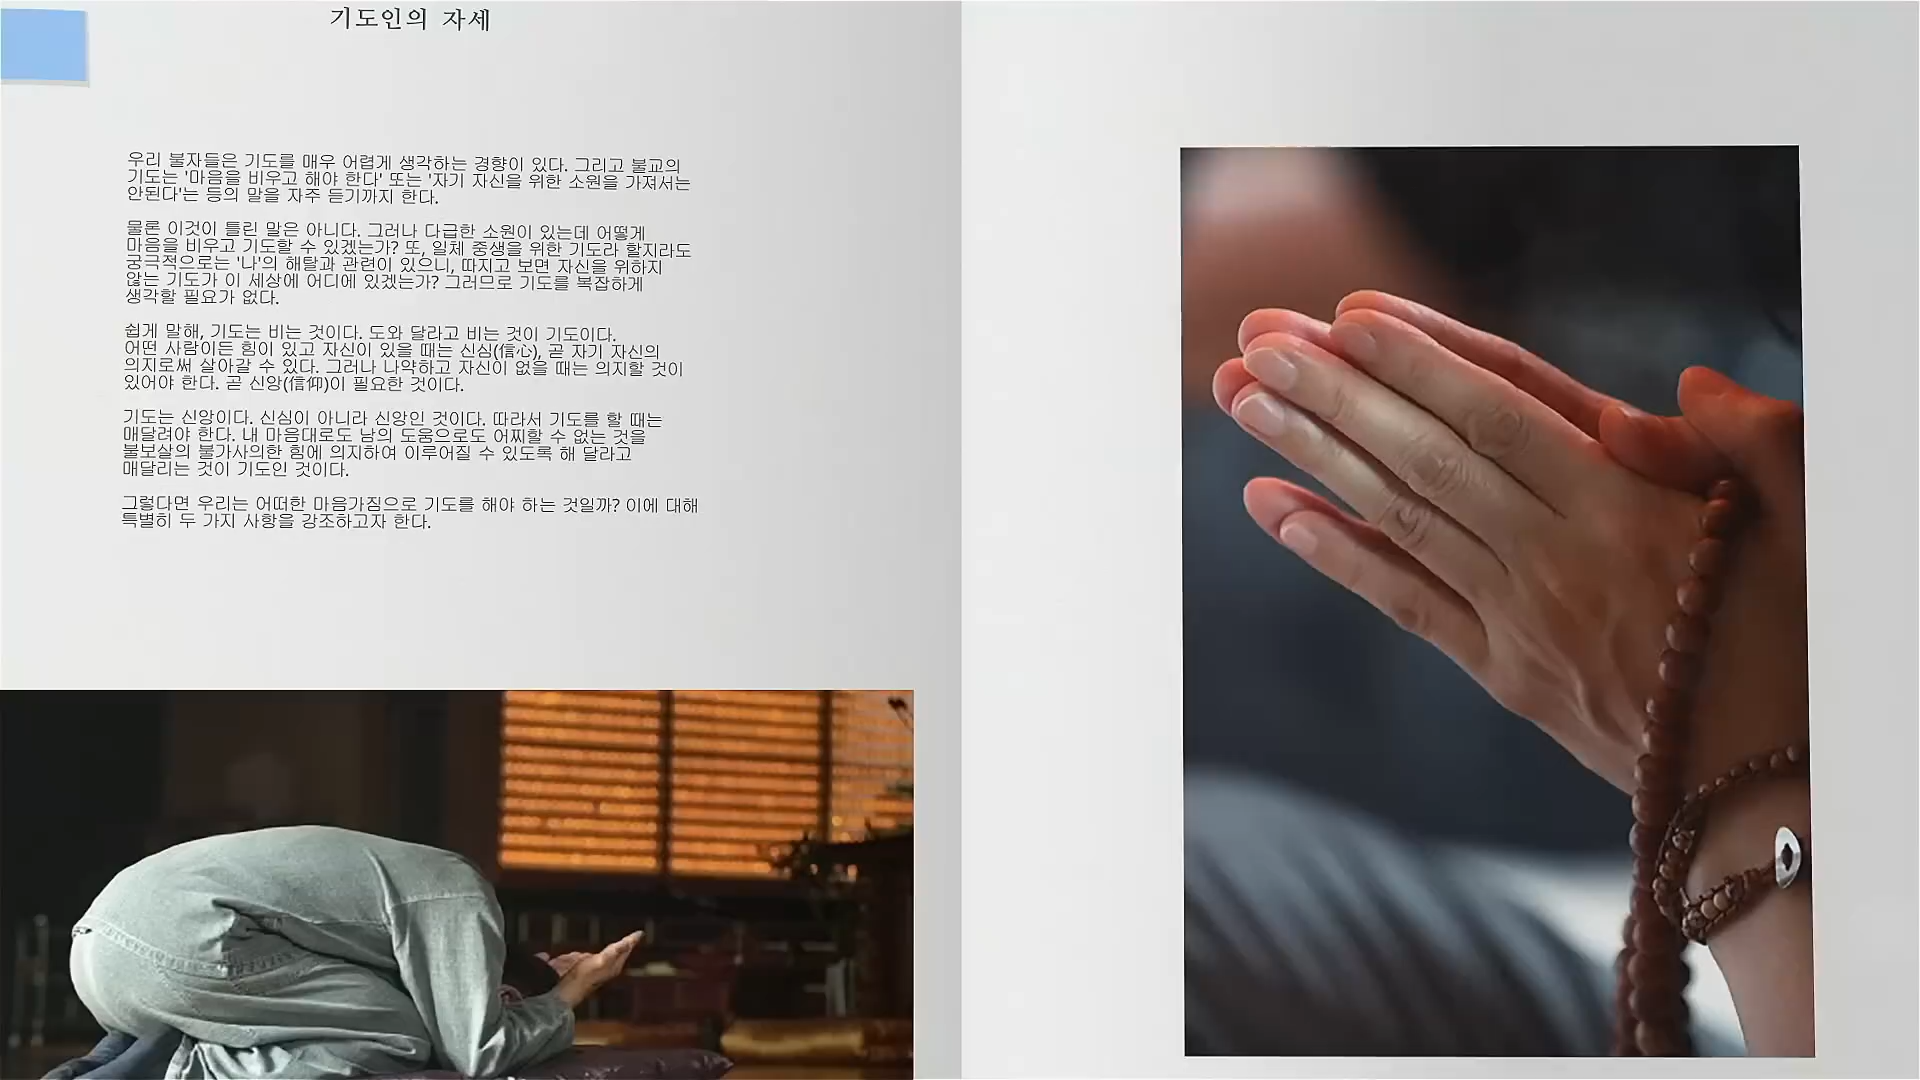 기도인의 자세
우리 불자들은 기도를 매우 어렵게 생각하는 경향이 있다. 그리고 불교의
기도는 '마음을 비우고 해야 한다' 또는 '자기 자신을 위한 소원을 가져서는
안된다'는 등의 말을 자주 듣기까지 한다.
물론 이것이 틀린 말은 아니다. 그러나 다급한 소원이 있는데 어떻게
마음을 비우고 기도할 수 있겠는가? 또, 일체 중생을 위한 기도라 할지라도
궁극적으로는 '나'의 해탈과 관련이 있으니, 따지고 보면 자신을 위하지
않는 기도가 이 세상에 어디에 있겠는가? 그러므로 기도를 복잡하게
생각할 필요가 없다.
쉽게 말해, 기도는 비는 것이다. 도와 달라고 비는 것이 기도이다.
어떤 사람이든 힘이 있고 자신이 있을 때는 신심(信心), 곧 자기 자신의
의지로써 살아갈 수 있다. 그러나 나약하고 자신이 없을 때는 의지할 것이
있어야 한다. 곧 신앙(信仰)이 필요한 것이다.
기도는 신앙이다. 신심이 아니라 신앙인 것이다. 따라서 기도를 할 때는
매달려야 한다. 내 마음대로도 남의 도움으로도 어찌할 수 없는 것을
불보살의 불가사의한 힘에 의지하여 이루어질 수 있도록 해 달라고
매달리는 것이 기도인 것이다.
그렇다면 우리는 어떠한 마음가짐으로 기도를 해야 하는 것일까? 이에 대해
특별히 두 가지 사항을 강조하고자 한다.